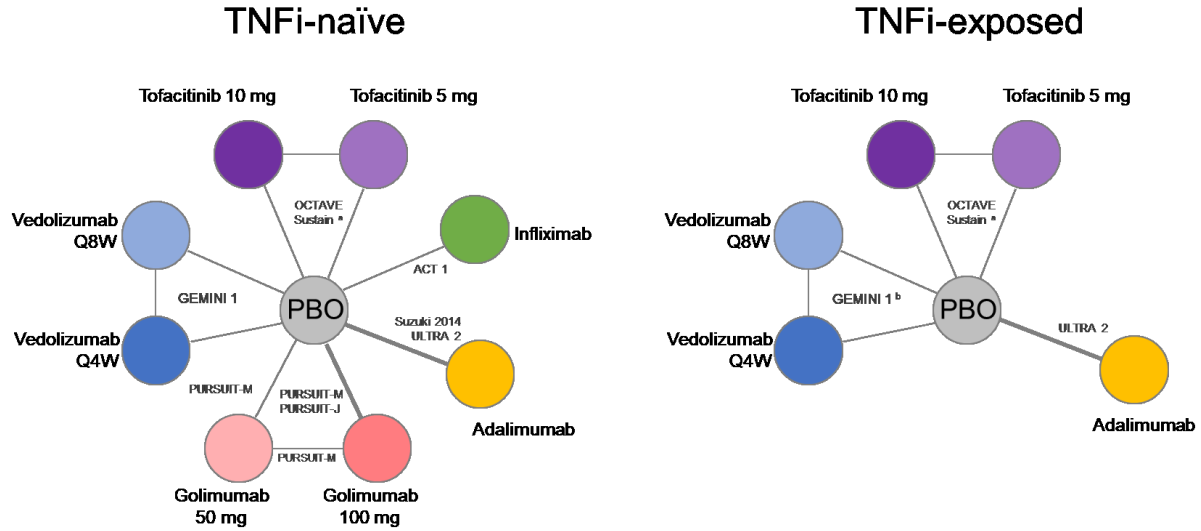 TNFi-naïve
Tofacitinib 10 mg
Tofacitinib 5 mg
OCTAVE
Sustain ª
Vedolizumab
Q8W
Infliximab
ACT 1
GEMINI 1
PBO
Suzuki 2014
ULTRA 2
Vedolizumab
Q4W
PURSUIT-M
PURSUIT-M
PURSUIT-J
Adalimumab
PURSUIT-M
Golimumab
50 mg
Golimumab
100 mg
TNFi-exposed
Tofacitinib 10 mg
Tofacitinib 5 mg
OCTAVE
Sustain ª
Vedolizumab
Q8W
GEMINI 1 ᵇ
PBO
ULTRA 2
Vedolizumab
Q4W
Adalimumab